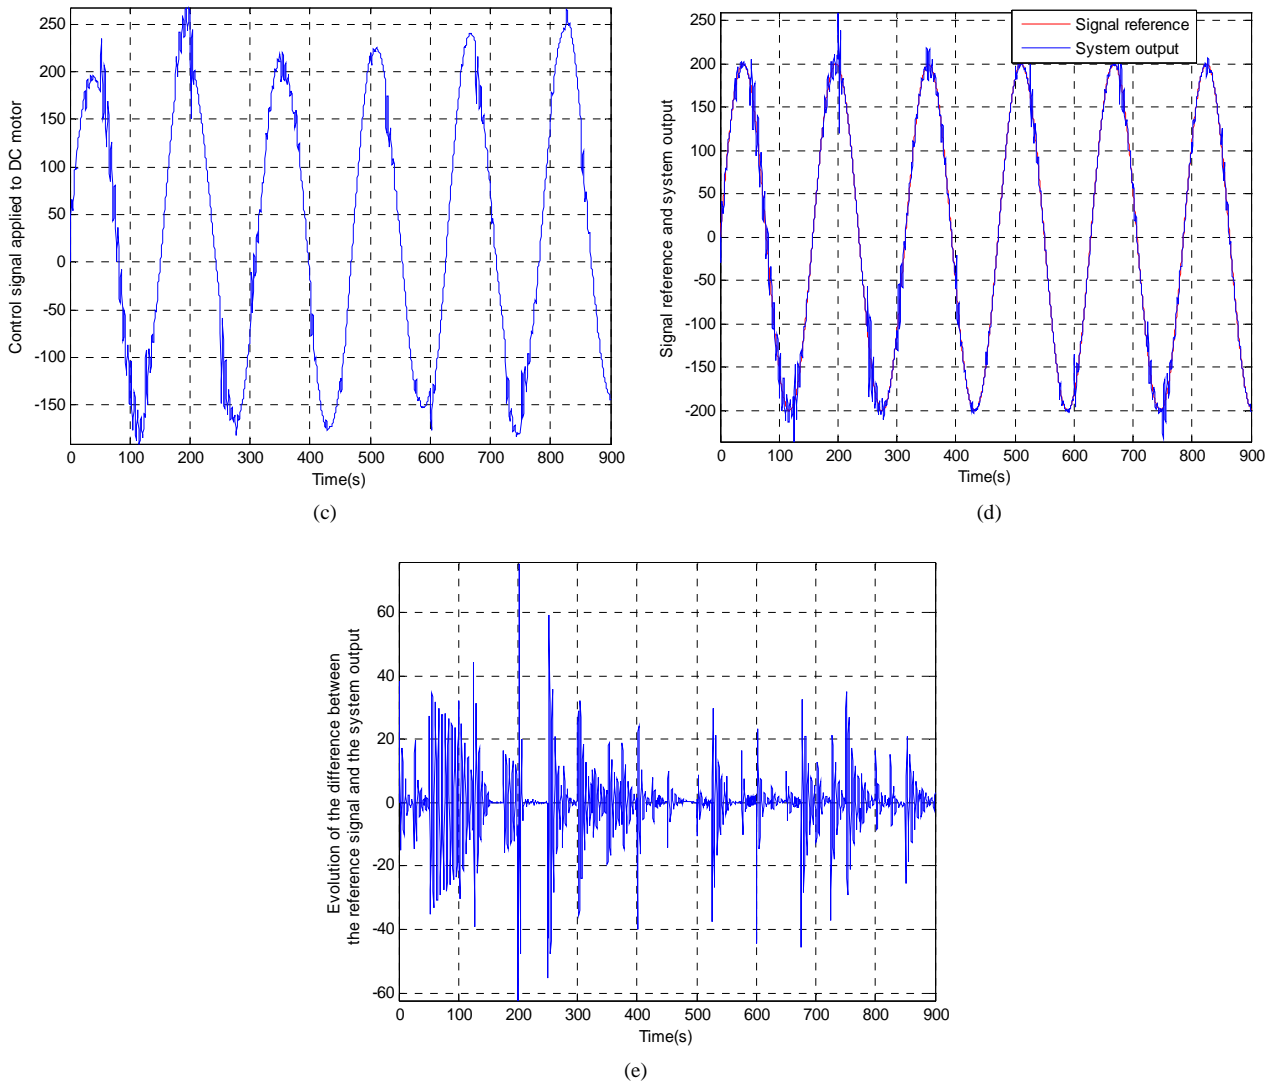 Control signal applied to DC motor
250
200
150
100
50
0
-50
-100
-150
0 100 200 300 400 500 600 700 800 900
Time(s)
(c)
Signal reference and system output
250
200
150
100
50
0
-50
-100
-150
-200
0 100 200 300 400 500 600 700 800 900
Time(s)
Signal reference
System output
(d)
Evolution of the difference between
the reference signal and the system output
60
40
20
0
-20
-40
-60
0 100 200 300 400 500 600 700 800 900
Time(s)
(e)